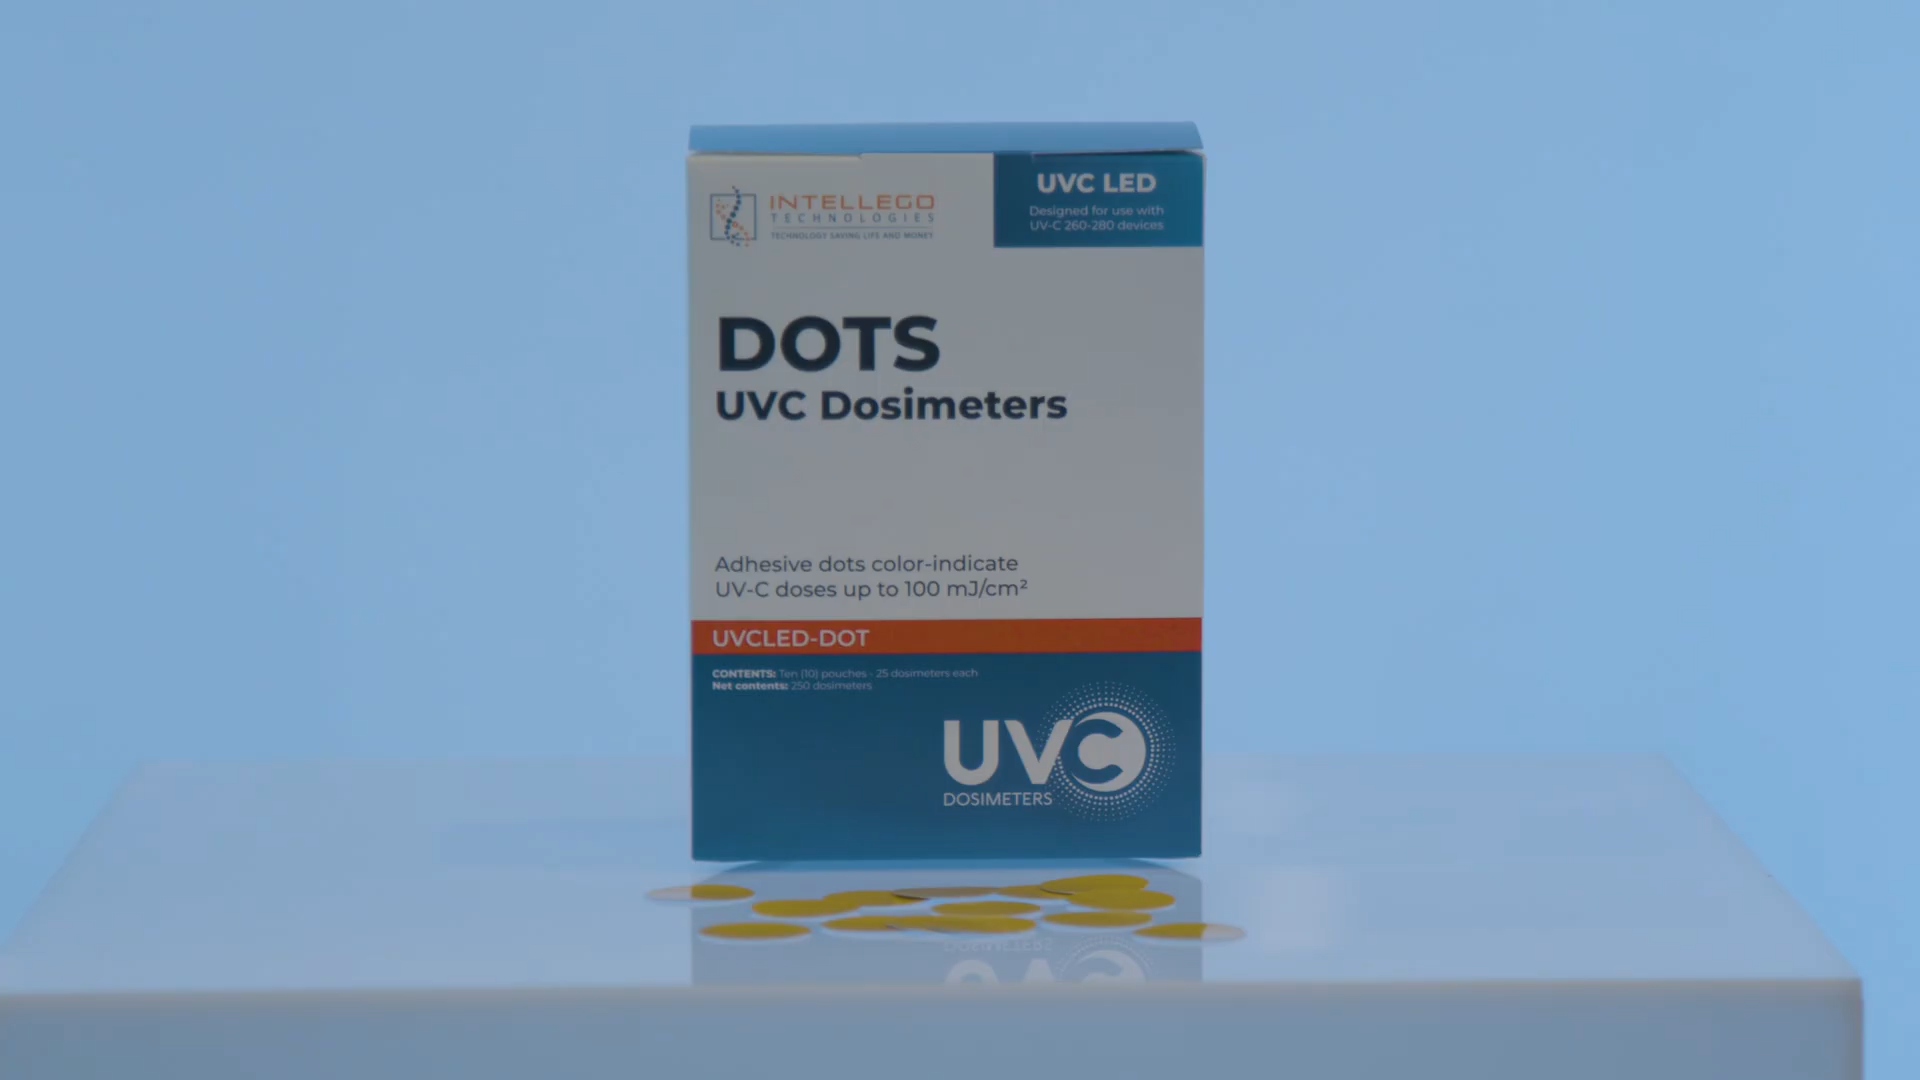 INTELLEGO
TECHNOLOGIES
TECHNOLOGY SAVING LIFE AND MONEY
UVC LED
Designed for use with
UV-C 260-280 devices
DOTS
UVC Dosimeters
Adhesive dots color-indicate
UV-C doses up to 100 mJ/cm²
UVCLED-DOT
CONTENTS: Ten (10) pouches - 25 dosimeters each
Net contents: 250 dosimeters
UVC
DOSIMETERS